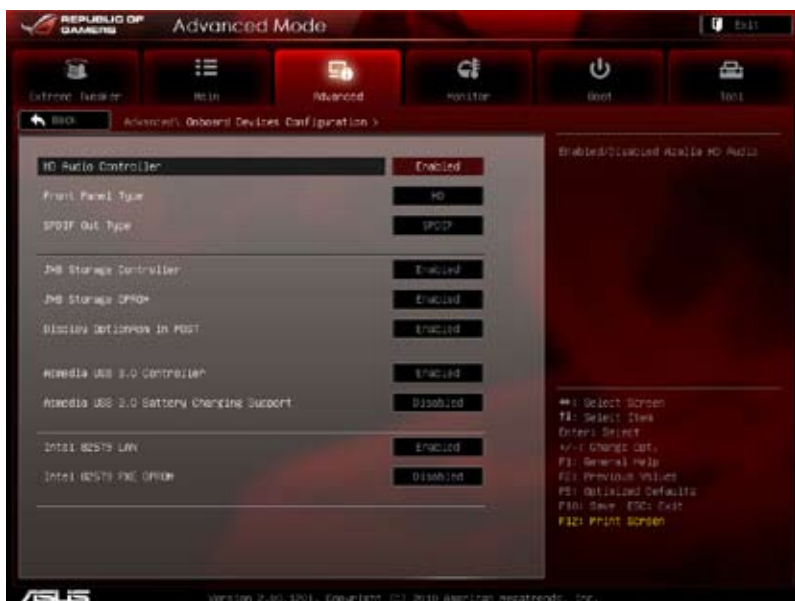 REPUBLIC OF GAMERS
Advanced Mode
Exit
Extreme Tweaker
Main
Advanced
Monitor
Boot
Tool
Back
Advanced\ Onboard Devices Configuration >
HD Audio Controller Enabled
Front Panel Type HD
SPDIF Out Type SPDIF
JMB Storage Controller Enabled
JMB Storage OPROM Enabled
Display OptionRom in POST Enabled
Asmedia USB 3.0 Controller Enabled
Asmedia USB 3.0 Battery Charging Support Disabled
Intel 82579 LAN Enabled
Intel 82579 PXE OPROM Disabled
Enabled/Disabled Azalia HD Audio
→←: Select Screen
↑↓: Select Item
Enter: Select
+/-: Change Opt.
F1: General Help
F2: Previous Values
F5: Optimized Defaults
F10: Save ESC: Exit
F12: Print Screen
ASUS
Version 2.00.1201. Copyright (C) 2010 American Megatrends, Inc.